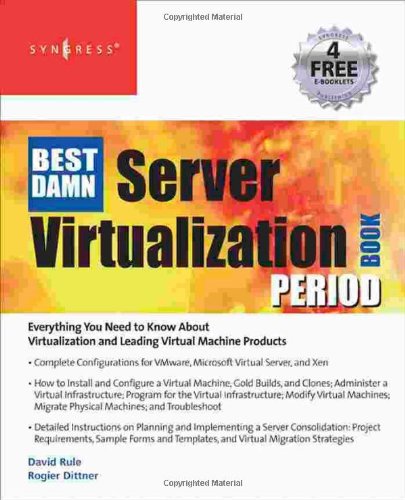 Copyrighted Material
SYNGRESS®
SYNGRESS
4
FREE
E-BOOKLETS
PUBLISHING
BEST
DAMN
Server
Virtualization
BOOK
PERIOD
Everything You Need to Know About
Virtualization and Leading Virtual Machine Products
• Complete Configurations for VMware, Microsoft Virtual Server, and Xen
• How to Install and Configure a Virtual Machine, Gold Builds, and Clones; Administer a
Virtual Infrastructure; Program for the Virtual Infrastructure; Modify Virtual Machines;
Migrate Physical Machines; and Troubleshoot
• Detailed Instructions on Planning and Implementing a Server Consolidation: Project
Requirements, Sample Forms and Templates, and Virtual Migration Strategies
David Rule
Rogier Dittner
Copyrighted Material